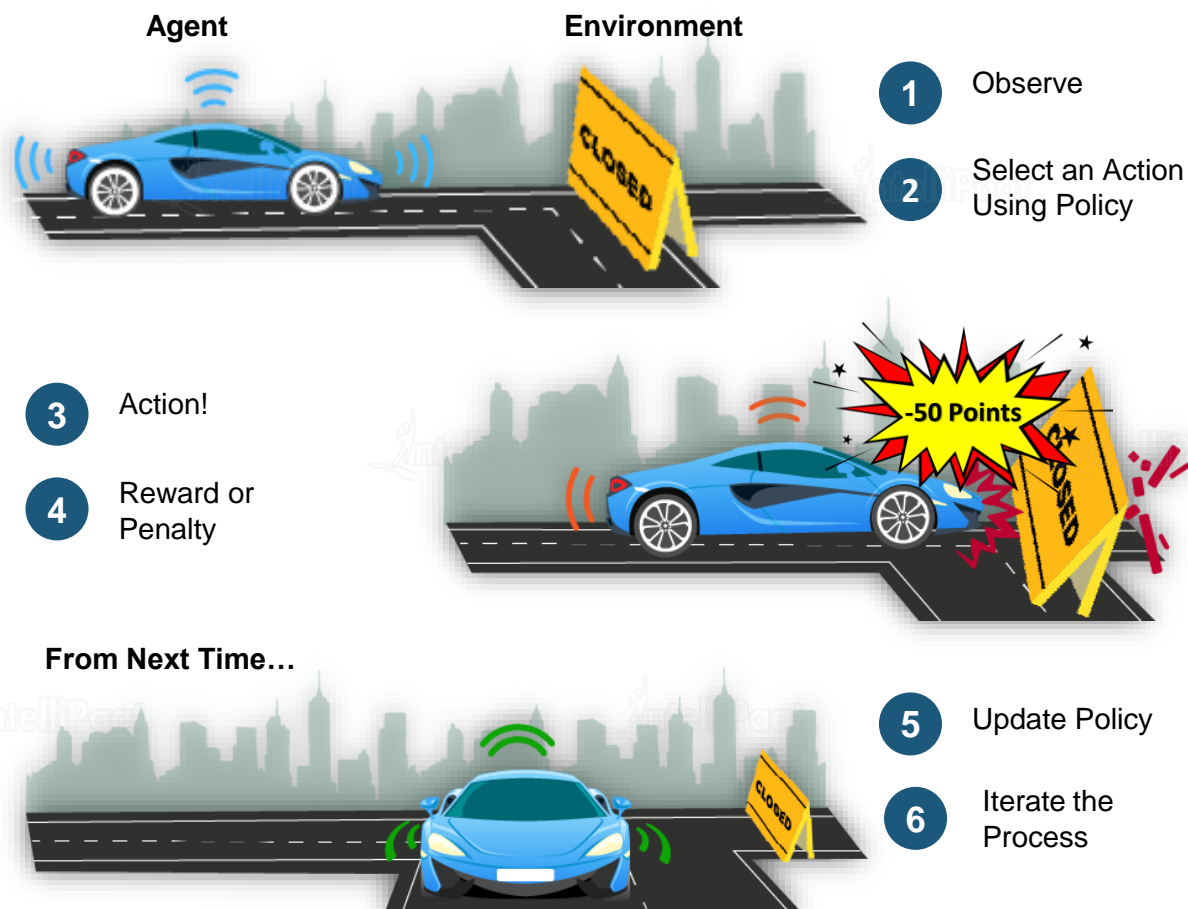 Agent
Environment
CLOSED
1
Observe
2
Select an Action
Using Policy
3
Action!
4
Reward or
Penalty
-50 Points
CLOSED
From Next Time…
CLOSED
5
Update Policy
6
Iterate the
Process
IntelliPaat